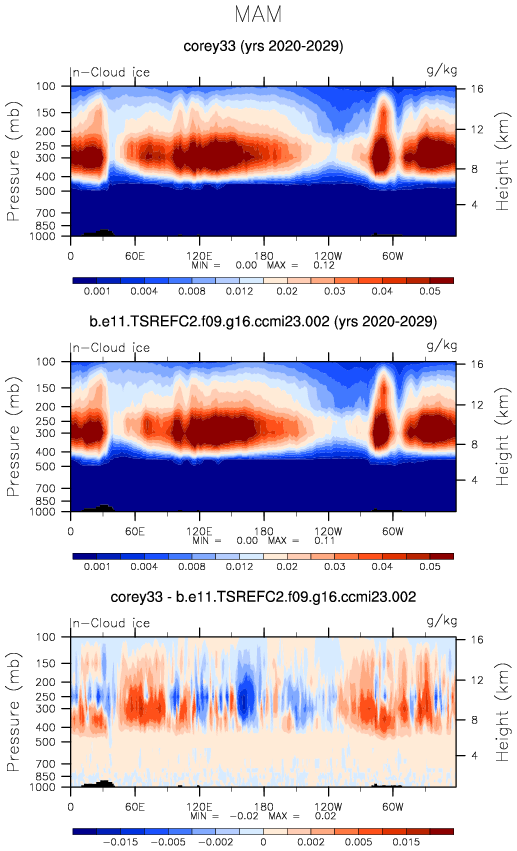 MAM
corey33 (yrs 2020-2029)
In-Cloud ice g/kg
Pressure (mb)
100
150
200
250
300
400
500
700
850
1000
16
12
8
4
Height (km)
0 60E 120E 180 120W 60W
MIN = 0.00 MAX = 0.12
0.001 0.004 0.008 0.012 0.02 0.03 0.04 0.05
b.e11.TSREFC2.f09.g16.ccmi23.002 (yrs 2020-2029)
In-Cloud ice g/kg
Pressure (mb)
100
150
200
250
300
400
500
700
850
1000
16
12
8
4
Height (km)
0 60E 120E 180 120W 60W
MIN = 0.00 MAX = 0.11
0.001 0.004 0.008 0.012 0.02 0.03 0.04 0.05
corey33 - b.e11.TSREFC2.f09.g16.ccmi23.002
In-Cloud ice g/kg
Pressure (mb)
100
150
200
250
300
400
500
700
850
1000
16
12
8
4
Height (km)
0 60E 120E 180 120W 60W
MIN = -0.02 MAX = 0.02
-0.015 -0.005 -0.002 0 0.002 0.005 0.015